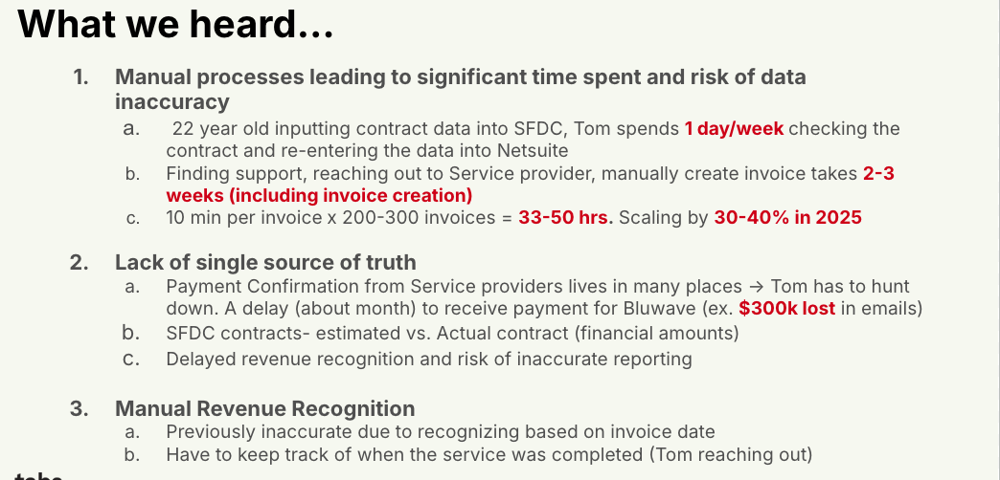 What we heard...
1. Manual processes leading to significant time spent and risk of data
inaccuracy
a. 22 year old inputting contract data into SFDC, Tom spends 1 day/week checking the
contract and re-entering the data into Netsuite
b. Finding support, reaching out to Service provider, manually create invoice takes 2-3
weeks (including invoice creation)
c. 10 min per invoice x 200-300 invoices = 33-50 hrs. Scaling by 30-40% in 2025
2. Lack of single source of truth
a. Payment Confirmation from Service providers lives in many places → Tom has to hunt
down. A delay (about month) to receive payment for Bluwave (ex. $300k lost in emails)
b. SFDC contracts- estimated vs. Actual contract (financial amounts)
c. Delayed revenue recognition and risk of inaccurate reporting
3. Manual Revenue Recognition
a. Previously inaccurate due to recognizing based on invoice date
b. Have to keep track of when the service was completed (Tom reaching out)
tabs